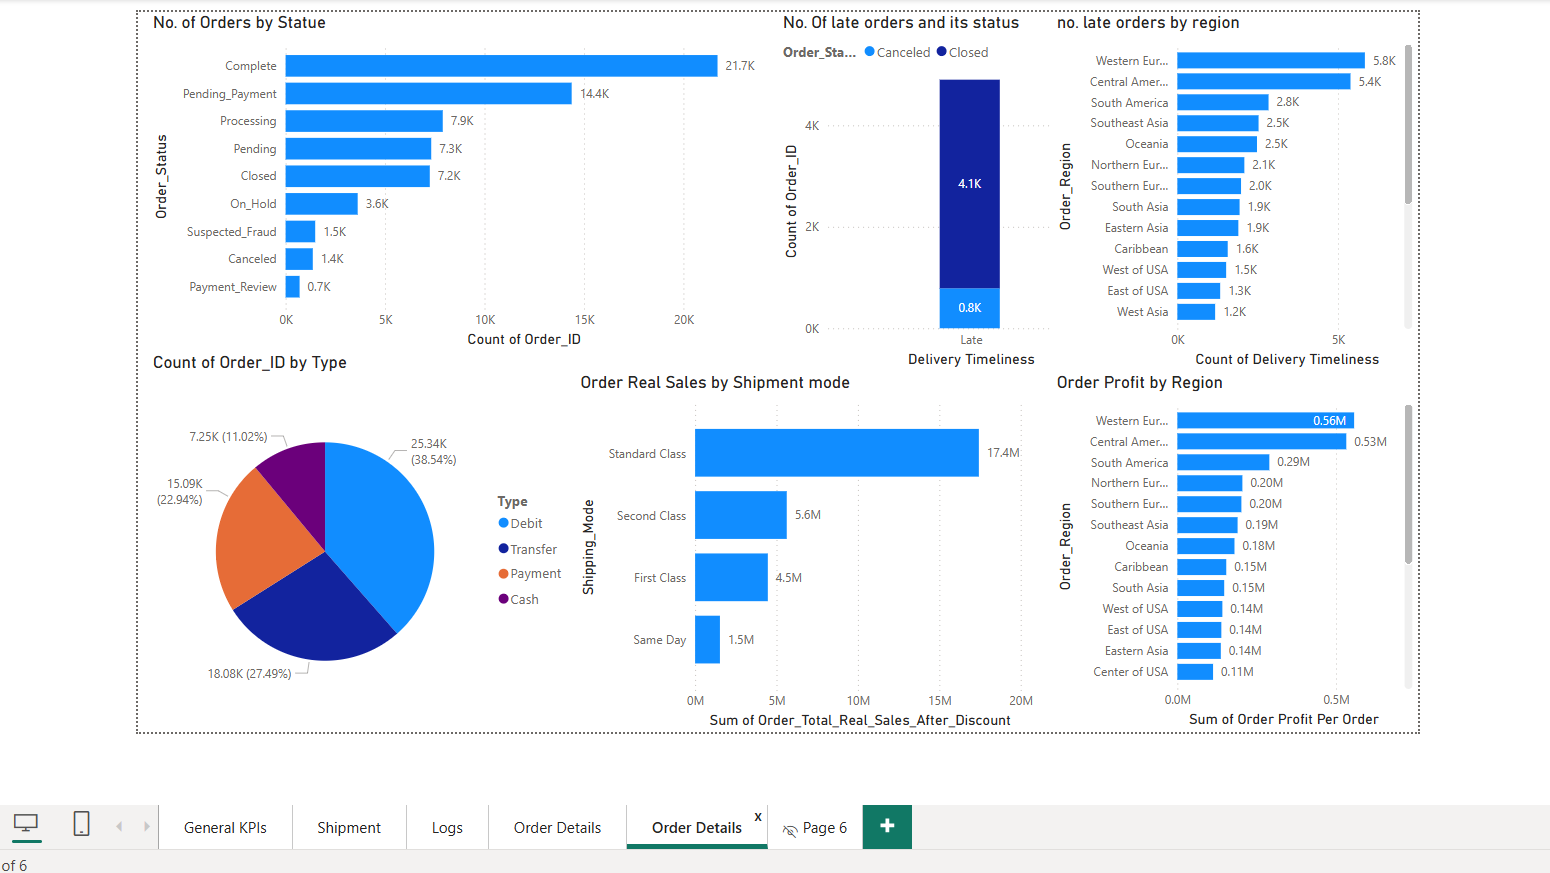 No. of Orders by Statue
Order_Status
Complete
21.7K
Pending_Payment
14.4K
Processing
7.9K
Pending
7.3K
Closed
7.2K
On_Hold
3.6K
Suspected_Fraud
1.5K
Canceled
1.4K
Payment_Review
0.7K
0K
5K
10K
15K
20K
Count of Order_ID
No. Of late orders and its status
Order_Sta...
Canceled
Closed
Count of Order_ID
4K
2K
0K
4.1K
0.8K
Late
Delivery Timeliness
no. late orders by region
Order_Region
Western Eur...
5.8K
Central Amer...
5.4K
South America
2.8K
Southeast Asia
2.5K
Oceania
2.5K
Northern Eur...
2.1K
Southern Eur...
2.0K
South Asia
1.9K
Eastern Asia
1.9K
Caribbean
1.6K
West of USA
1.5K
East of USA
1.3K
West Asia
1.2K
0K
5K
Count of Delivery Timeliness
Count of Order_ID by Type
7.25K (11.02%)
25.34K
(38.54%)
15.09K
(22.94%)
18.08K (27.49%)
Type
Debit
Transfer
Payment
Cash
Order Real Sales by Shipment mode
Shipping_Mode
Standard Class
17.4M
Second Class
5.6M
First Class
4.5M
Same Day
1.5M
0M
5M
10M
15M
20M
Sum of Order_Total_Real_Sales_After_Discount
Order Profit by Region
Order_Region
Western Eur...
0.56M
Central Amer...
0.53M
South America
0.29M
Northern Eur...
0.20M
Southern Eur...
0.20M
Southeast Asia
0.19M
Oceania
0.18M
Caribbean
0.15M
South Asia
0.15M
West of USA
0.14M
East of USA
0.14M
Eastern Asia
0.14M
Center of USA
0.11M
0.0M
0.5M
Sum of Order Profit Per Order
General KPIs
Shipment
Logs
Order Details
Order Details
x
Page 6
+
of 6